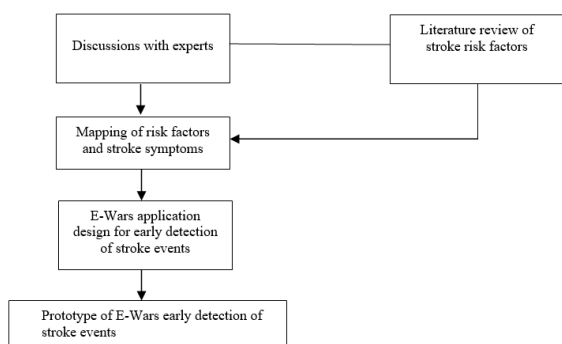 Discussions with experts
Literature review of
stroke risk factors
Mapping of risk factors
and stroke symptoms
E-Wars application
design for early detection
of stroke events
Prototype of E-Wars early detection of
stroke events